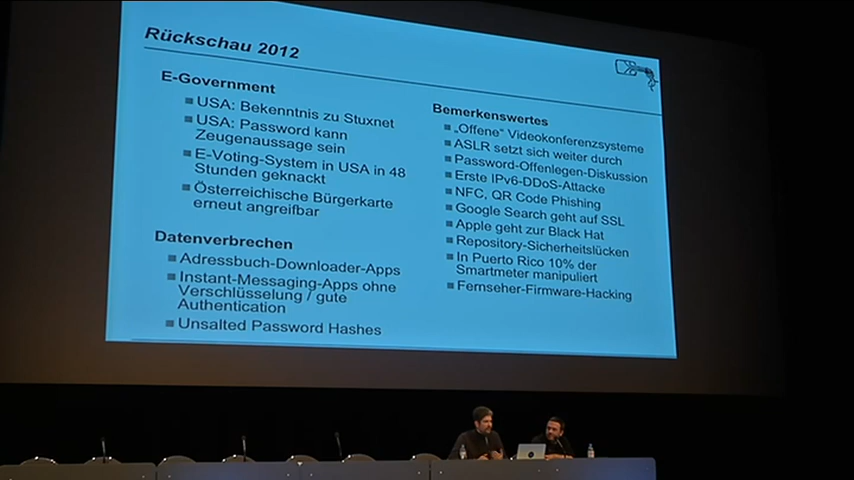 Rückschau 2012
E-Government
USA: Bekenntnis zu Stuxnet
USA: Password kann
Zeugenaussage sein
E-Voting-System in USA in 48
Stunden geknackt
Österreichische Bürgerkarte
erneut angreifbar
Datenverbrechen
Adressbuch-Downloader-Apps
Instant-Messaging-Apps ohne
Verschlüsselung / gute
Authentication
Unsalted Password Hashes
Bemerkenswertes
„Offene“ Videokonferenzsysteme
ASLR setzt sich weiter durch
Password-Offenlegen-Diskussion
Erste IPv6-DDoS-Attacke
NFC, QR Code Phishing
Google Search geht auf SSL
Apple geht zur Black Hat
Repository-Sicherheitslücken
In Puerto Rico 10% der
Smartmeter manipuliert
Fernseher-Firmware-Hacking